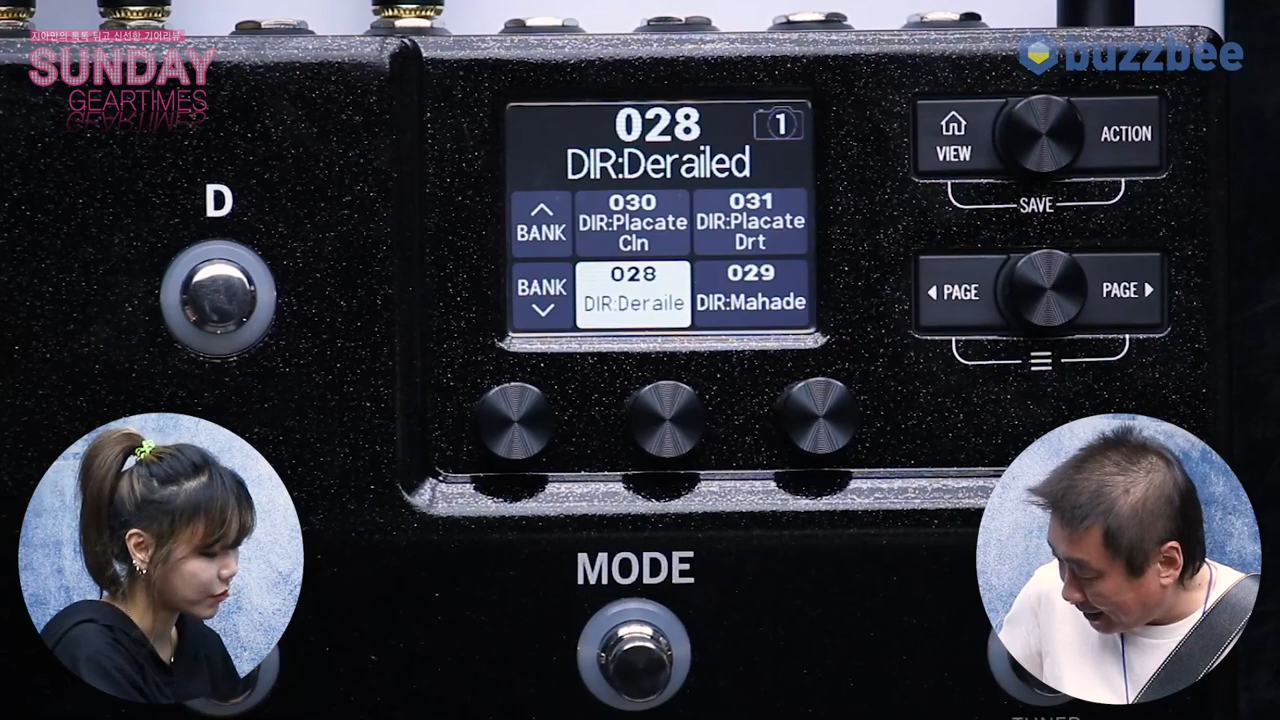 지아만의 톡톡 튀고 신선한 기어리뷰
SUNDAY
GEARTIMES
buzzbee
028
1
DIR:Derailed
BANK
030
DIR:Placate
Cln
031
DIR:Placate
Drt
BANK
028
DIR:Deraile
029
DIR:Mahade
VIEW
ACTION
SAVE
PAGE
PAGE
D
MODE
TUNER